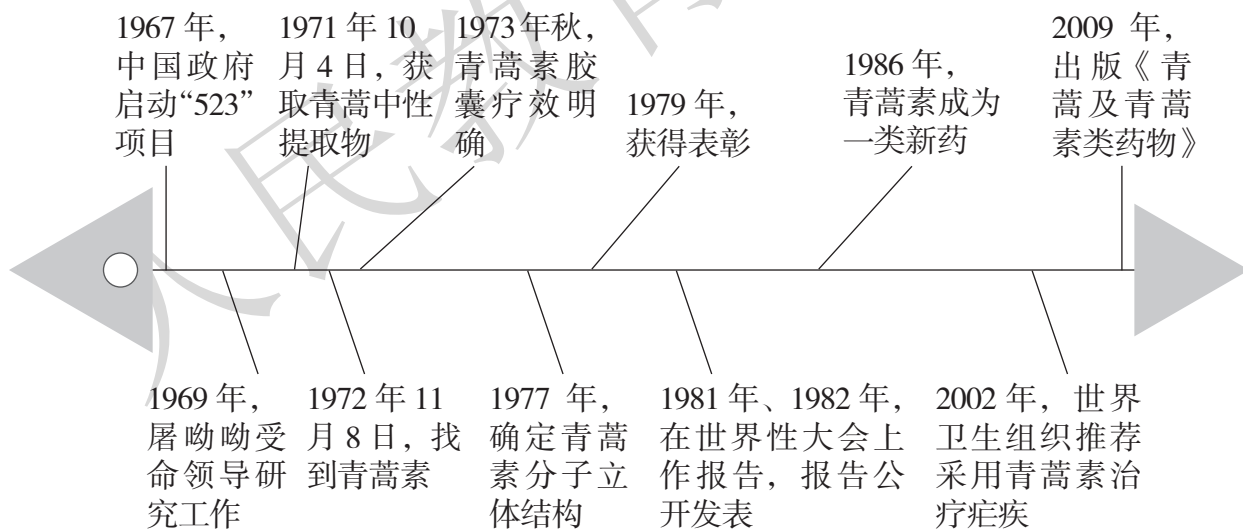 1967 年，
中国政府
启动“523”
项目
1971 年 10
月 4 日，获
取青蒿中性
提取物
1973年秋，
青蒿素胶
囊疗效明
确
1979 年，
获得表彰
1986 年，
青蒿素成为
一类新药
2009 年，
出版《青
蒿及青蒿
素类药物》
1969 年，
屠呦呦受
命领导研
究工作
1972 年 11
月 8 日，找
到青蒿素
1977 年，
确定青蒿
素分子立
体结构
1981 年、1982 年，
在世界性大会上
作报告，报告公
开发表
2002 年，世界
卫生组织推荐
采用青蒿素治
疗疟疾
人民教育